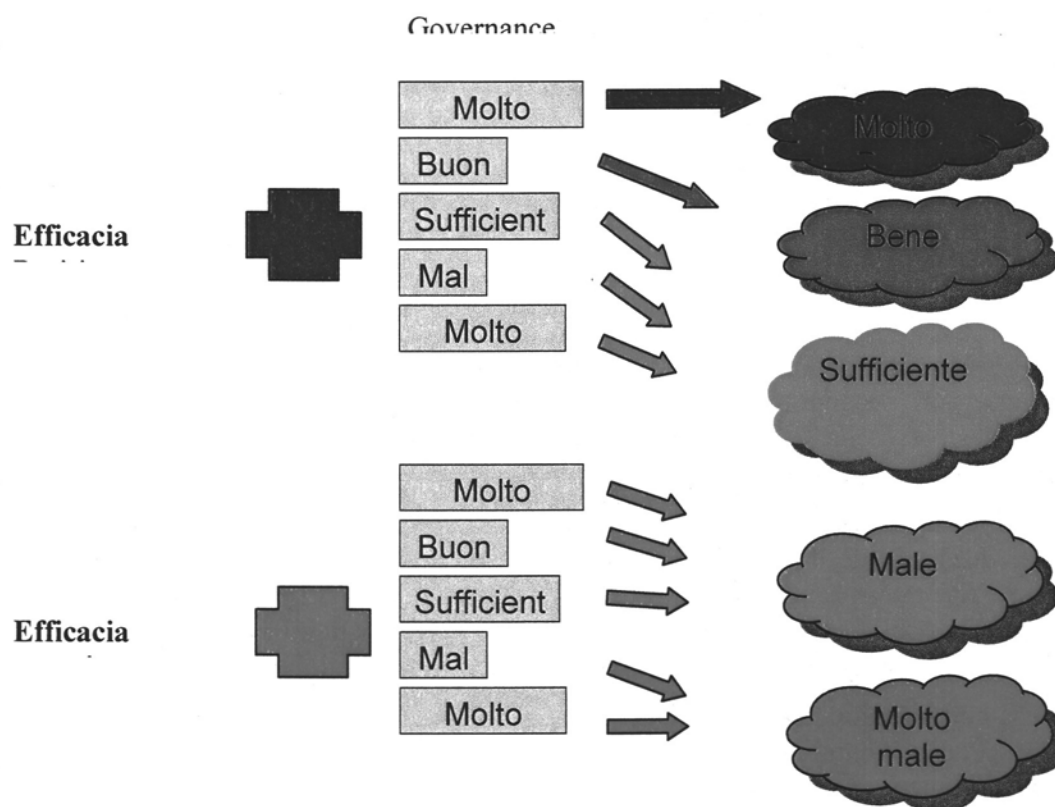 Governance
Molto
Buon
Sufficient
Mal
Molto
Efficacia
Molto
Bene
Sufficiente
Molto
Buon
Sufficient
Mal
Molto
Efficacia
Male
Molto
male